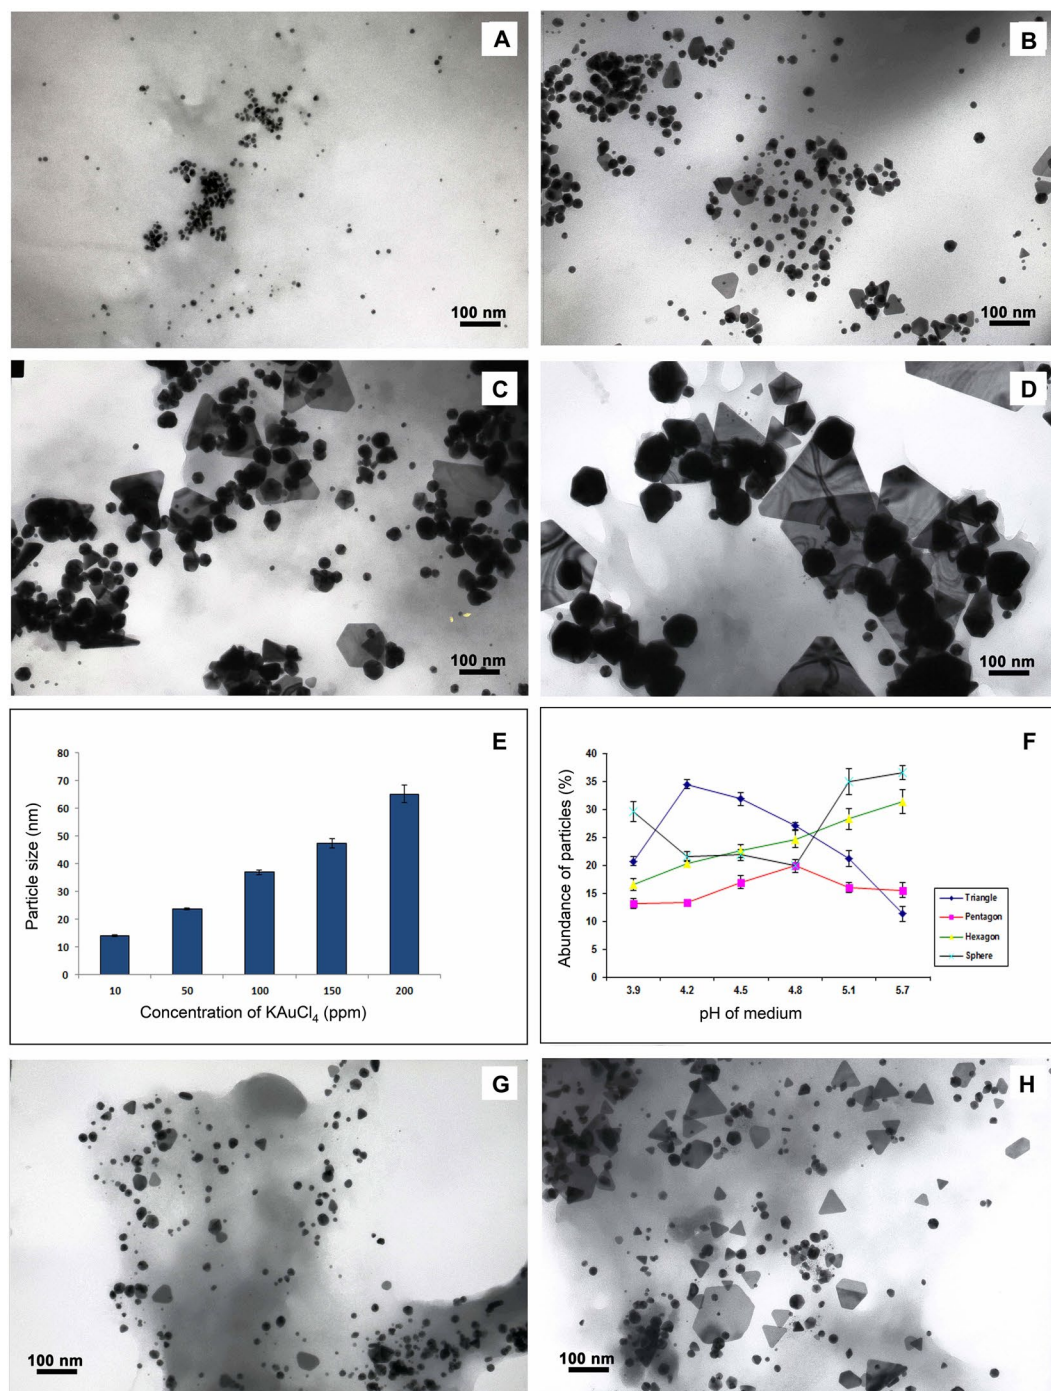 A
100 nm
B
100 nm
C
100 nm
D
100 nm
E
80
70
60
50
40
30
20
10
0
Particle size (nm)
10 50 100 150 200
Concentration of KAuCl4 (ppm)
F
40
35
30
25
20
15
10
5
0
Abundance of particles (%)
3.9 4.2 4.5 4.8 5.1 5.7
pH of medium
Triangle
Pentagon
Hexagon
Sphere
G
100 nm
H
100 nm